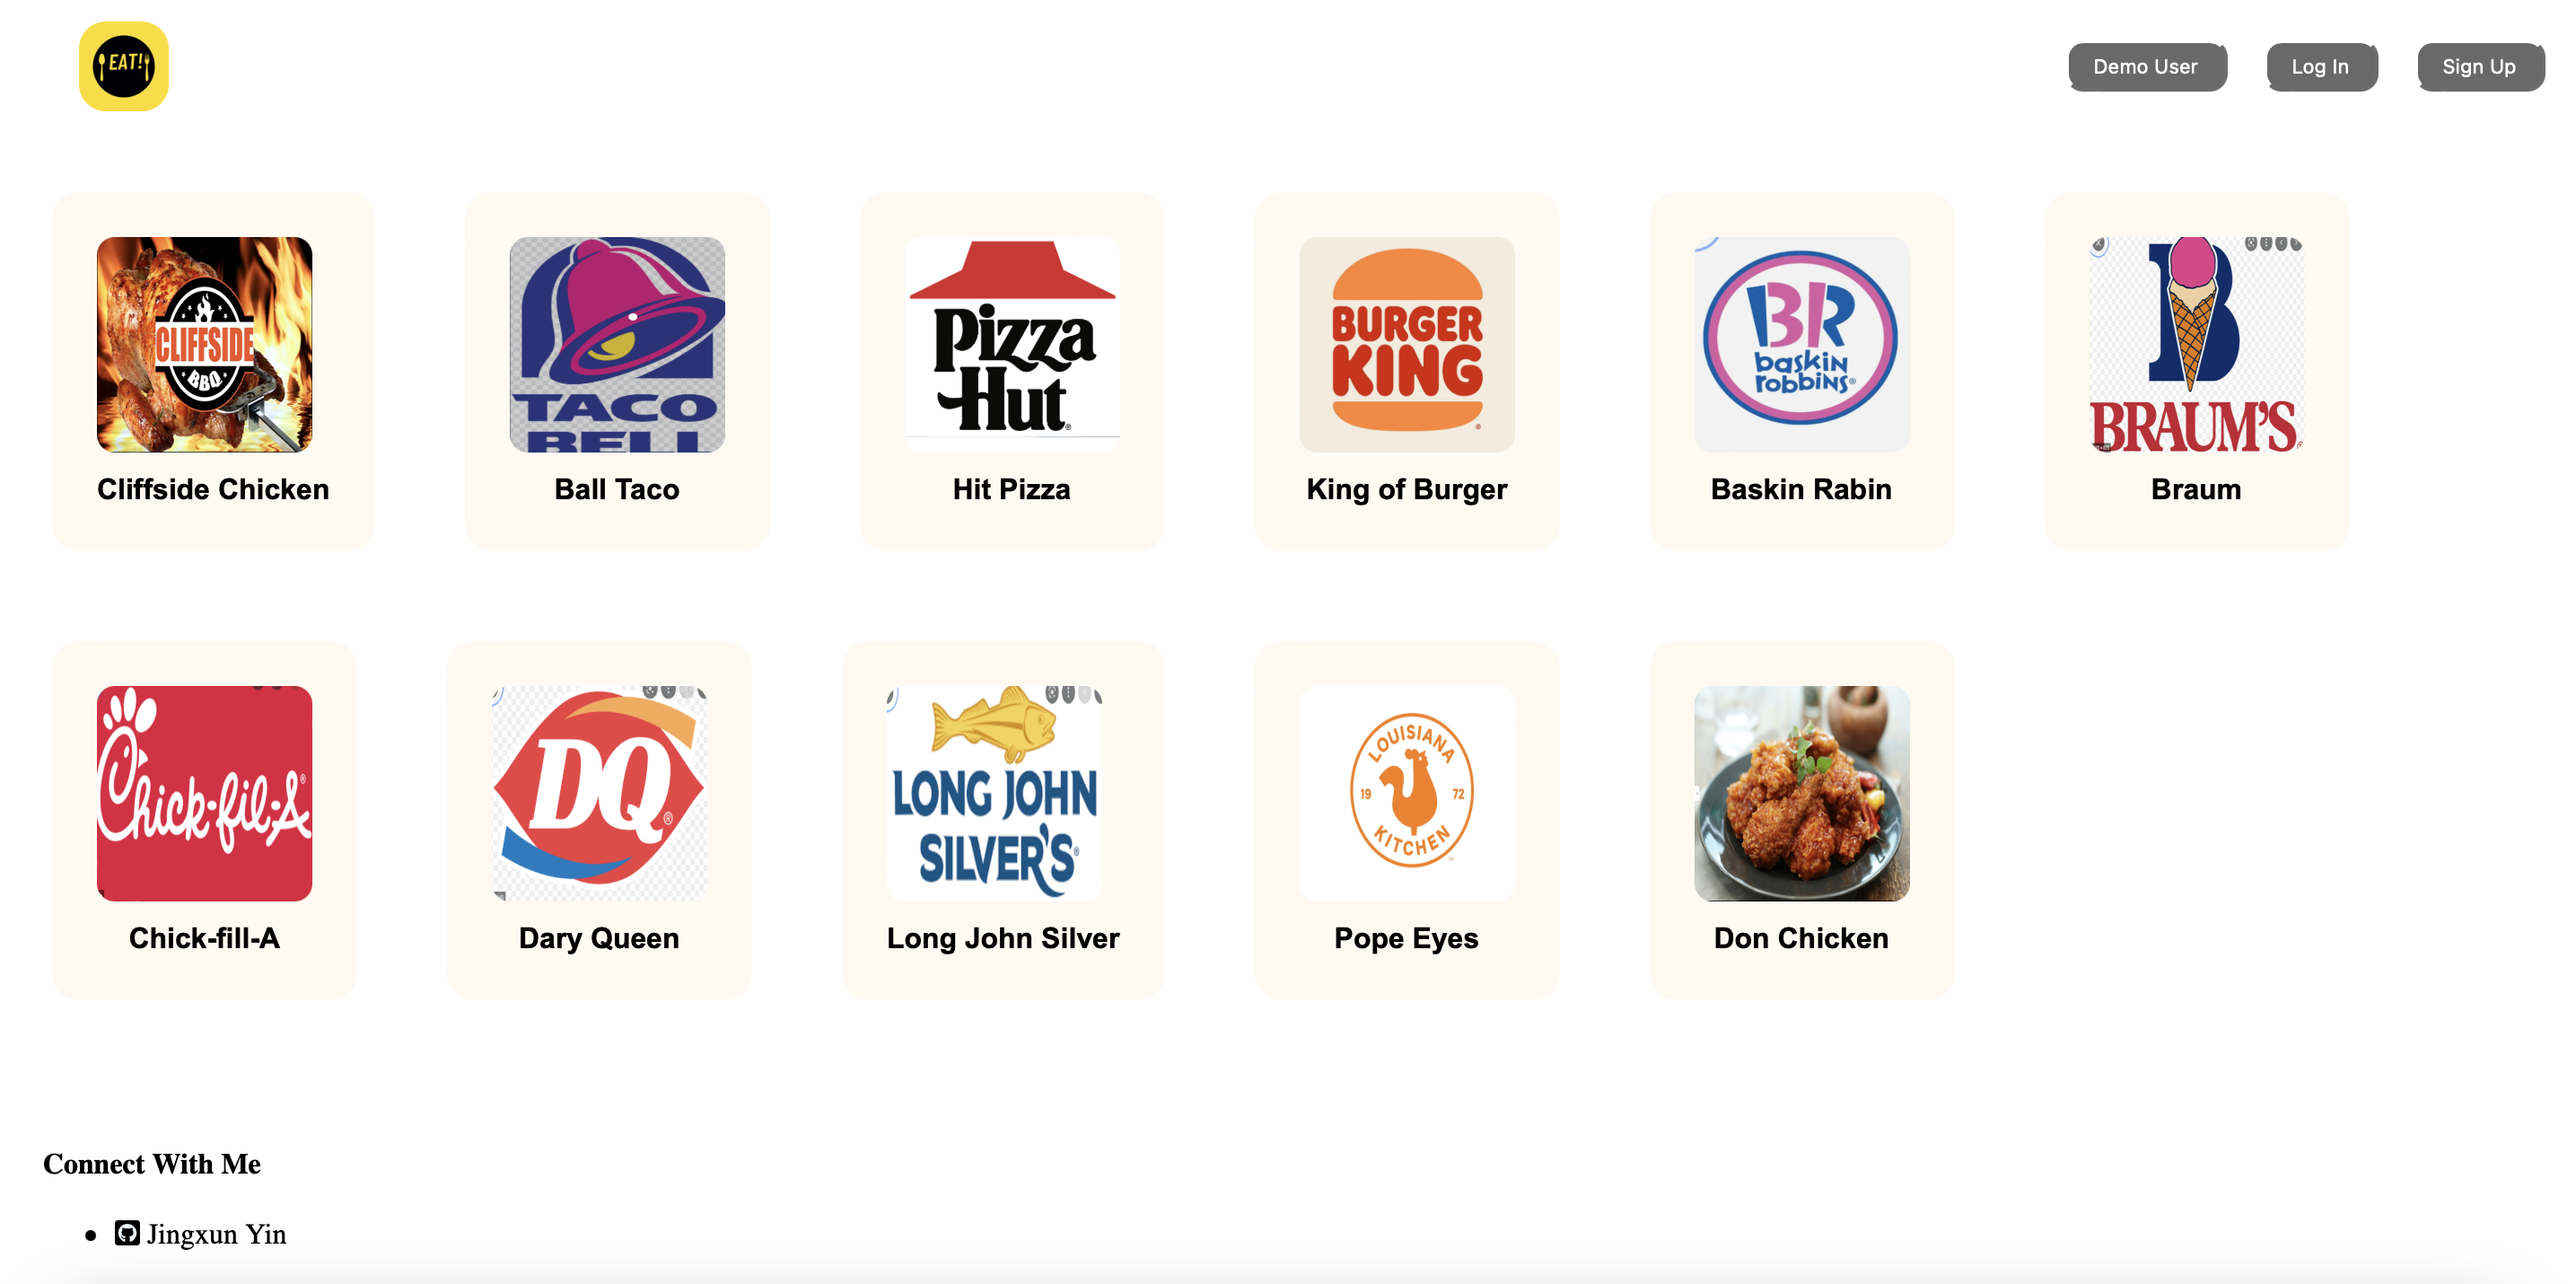 EAT!
Demo User
Log In
Sign Up
CLIFFSIDE
BBQ
Cliffside Chicken
TACO
BELL
Ball Taco
Pizza
Hut®
Hit Pizza
BURGER
KING®
King of Burger
BR
baskin
robbins®
Baskin Rabin
B
BRAUM'S
Braum
Chick-fil-A®
Chick-fill-A
DQ®
Dary Queen
LONG JOHN
SILVER'S®
Long John Silver
LOUISIANA
19 72
KITCHEN
Pope Eyes
Don Chicken
Connect With Me
• Jingxun Yin